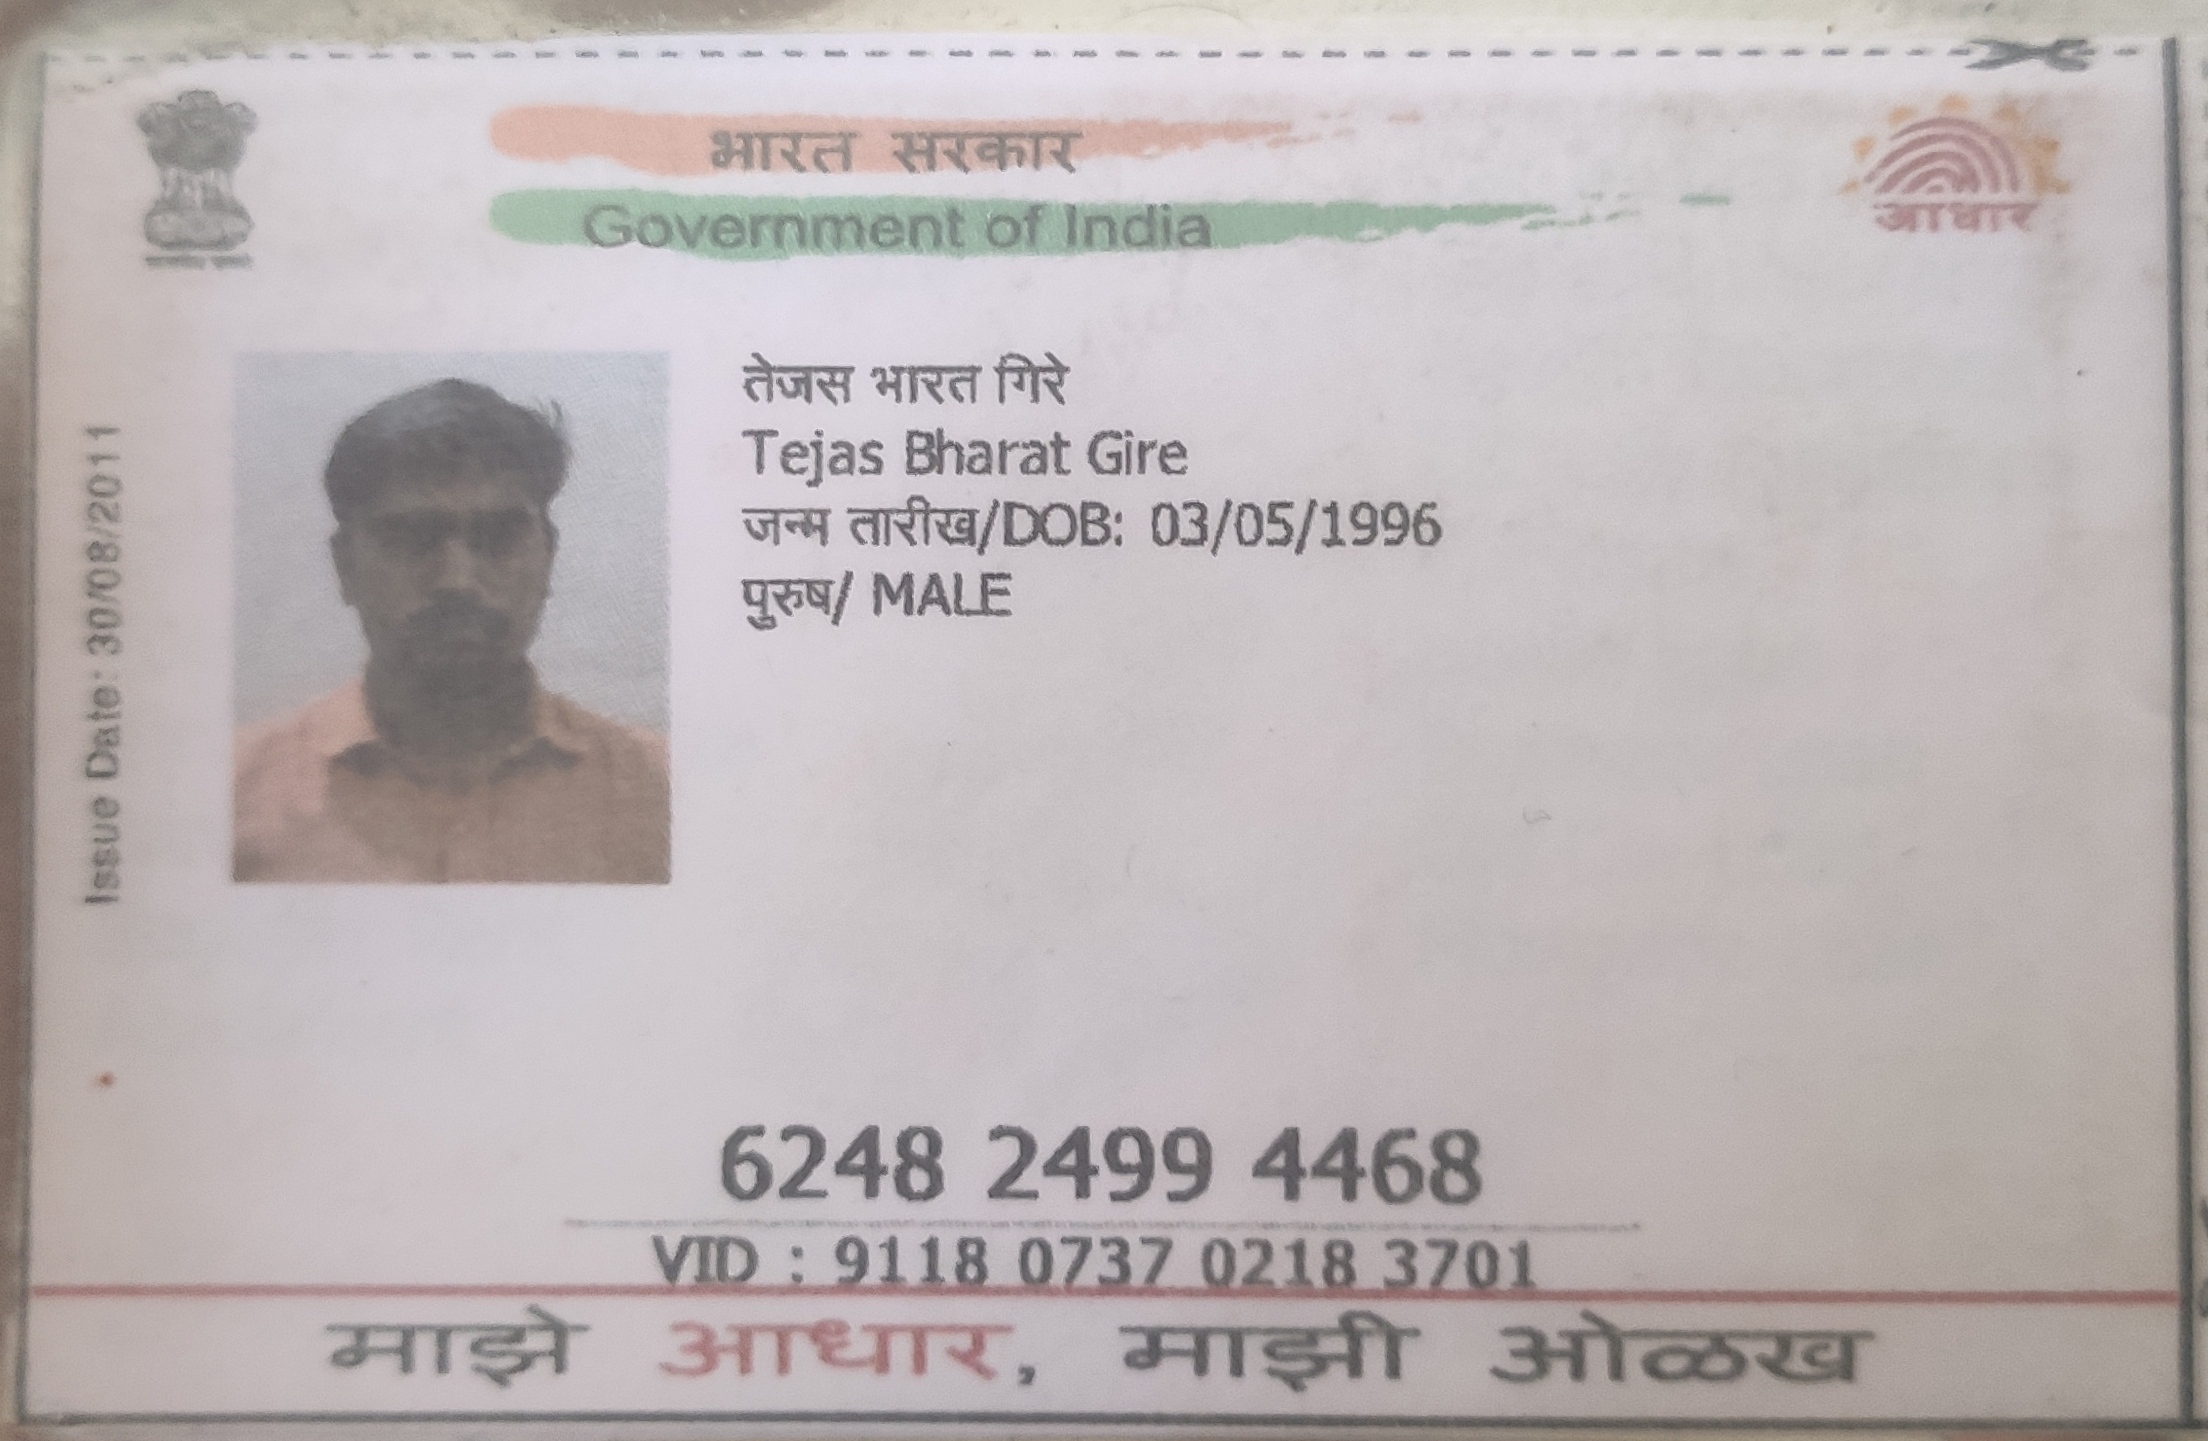 भारत सरकार
Government of India
आधार
Issue Date: 30/08/2011
तेजस भारत गिरे
Tejas Bharat Gire
जन्म तारीख/DOB: 03/05/1996
पुरुष/ MALE
6248 2499 4468
VID : 9118 0737 0218 3701
माझे आधार, माझी ओळख